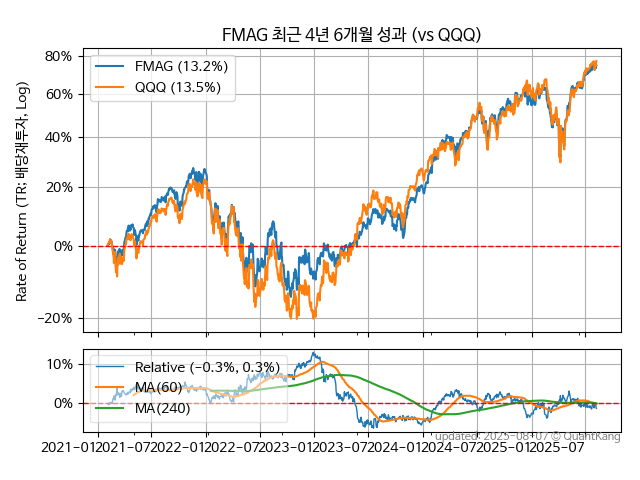 FMAG 최근 4년 6개월 성과 (vs QQQ)
80%
60%
40%
20%
0%
−20%
Rate of Return (TR: 배당재투자, Log)
FMAG (13.2%)
QQQ (13.5%)
10%
0%
Relative (−0.3%, 0.3%)
MA(60)
MA(240)
2021-01 2021-07 2022-01 2022-07 2023-01 2023-07 2024-01 2024-07 2025-01 2025-07
updated: 2025-08-07 © QuantKang